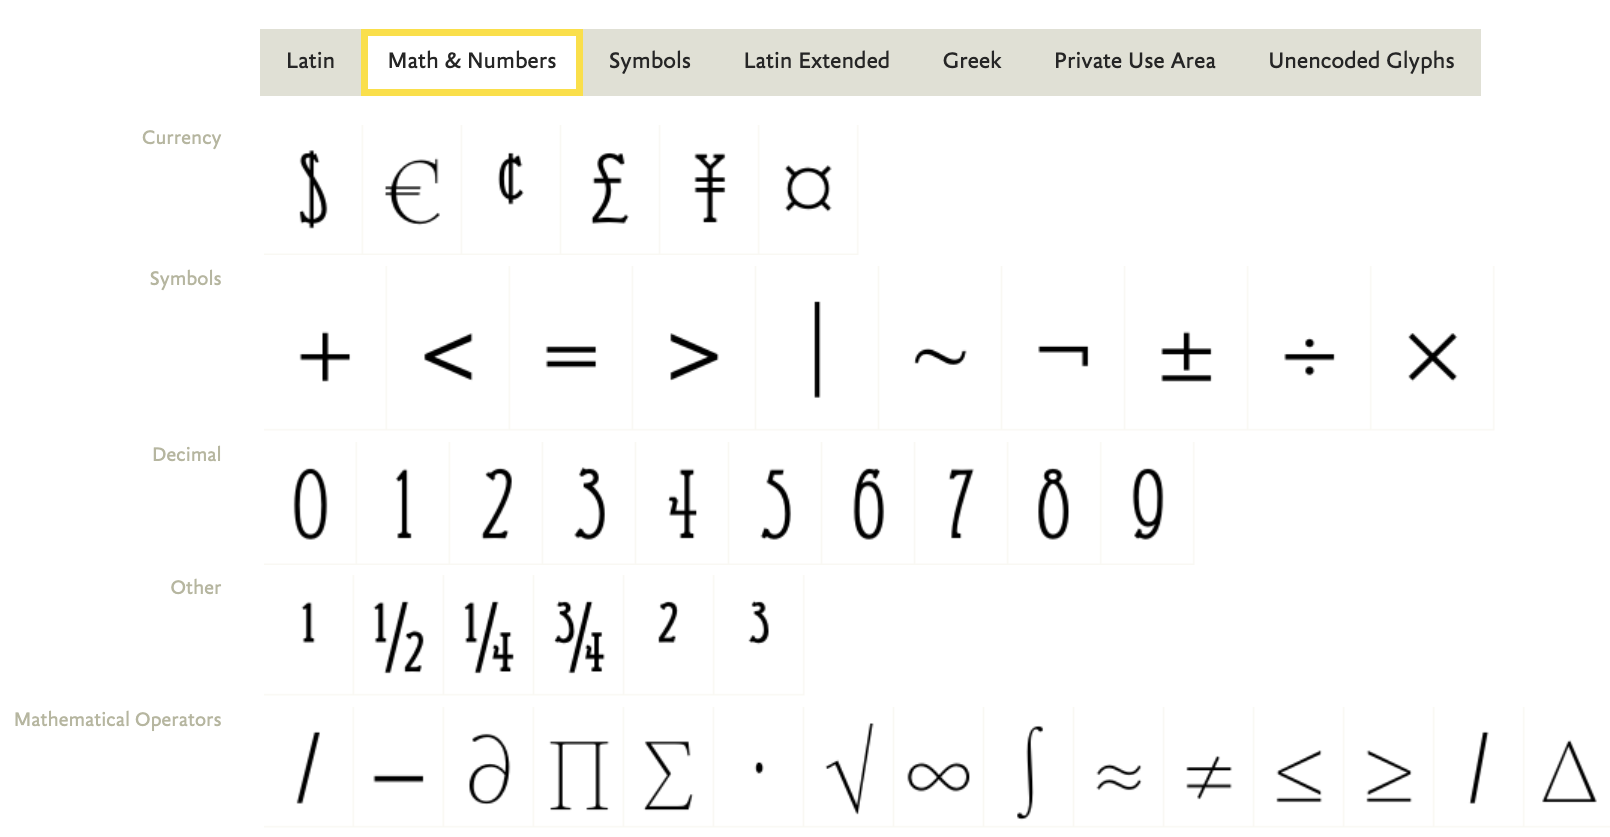 Latin Math & Numbers Symbols Latin Extended Greek Private Use Area Unencoded Glyphs
Currency $ € ¢ £ ¥ ¤
Symbols + < = > | ~ ¬ ± ÷ ×
Decimal 0 1 2 3 4 5 6 7 8 9
Other ¹ ½ ¼ ¾ ² ³
Mathematical Operators ⁄ − ∂ ∏ ∑ ∙ √ ∞ ∫ ≈ ≠ ≤ ≥ ∕ ∆